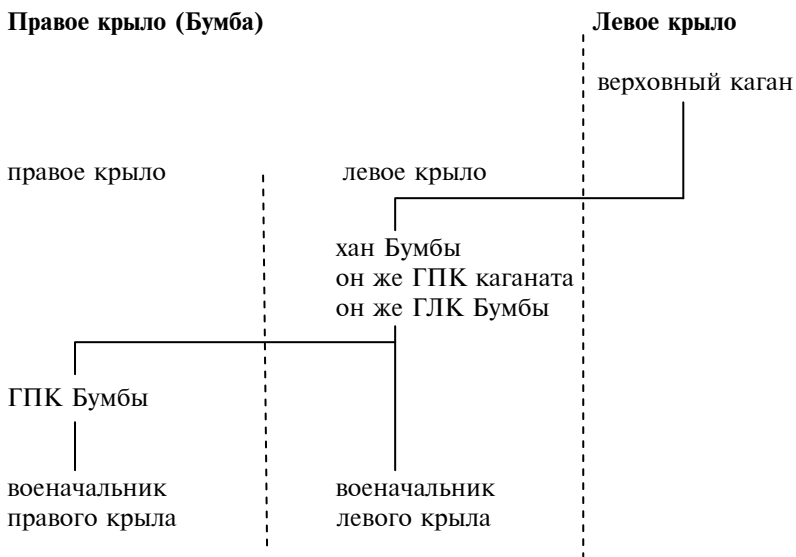 Правое крыло (Бумба)
Левое крыло
верховный каган
правое крыло
левое крыло
хан Бумбы
он же ГПК каганата
он же ГЛК Бумбы
ГПК Бумбы
военачальник
правого крыла
военачальник
левого крыла